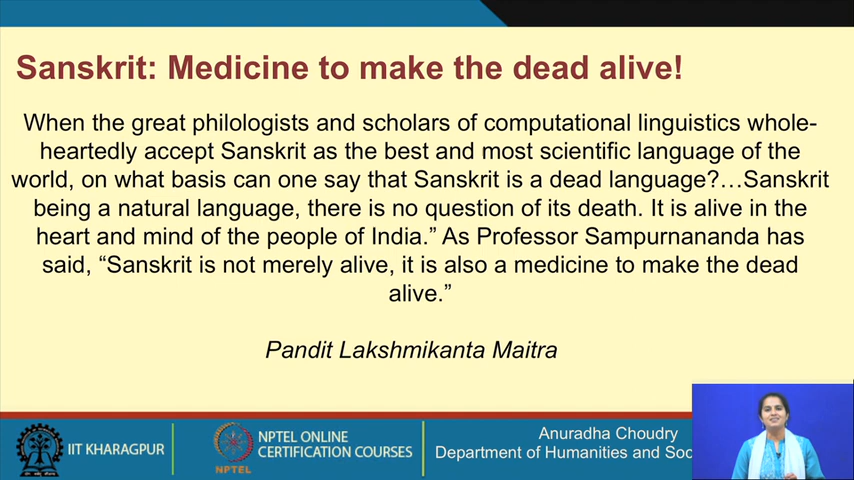 Sanskrit: Medicine to make the dead alive!
When the great philologists and scholars of computational linguistics whole-
heartedly accept Sanskrit as the best and most scientific language of the
world, on what basis can one say that Sanskrit is a dead language?…Sanskrit
being a natural language, there is no question of its death. It is alive in the
heart and mind of the people of India.” As Professor Sampurnananda has
said, “Sanskrit is not merely alive, it is also a medicine to make the dead
alive.”
Pandit Lakshmikanta Maitra
IIT KHARAGPUR
NPTEL
NPTEL ONLINE
CERTIFICATION COURSES
Anuradha Choudry
Department of Humanities and Soc